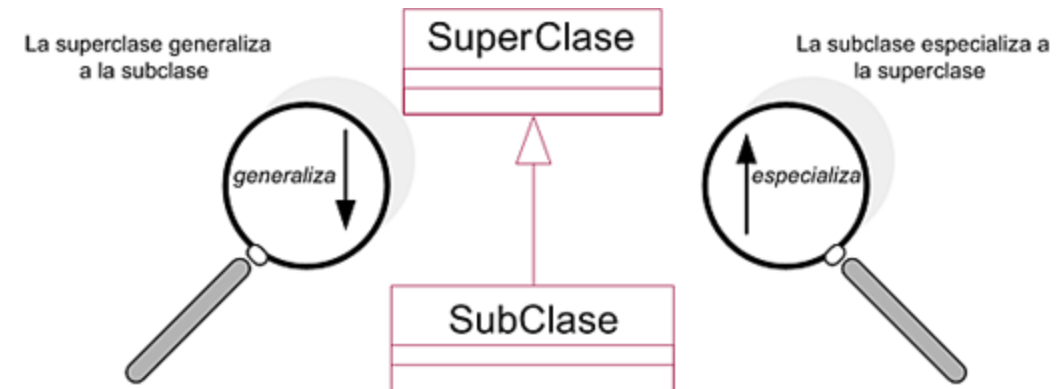 La superclase generaliza
a la subclase
SuperClase
La subclase especializa a
la superclase
generaliza
especializa
SubClase